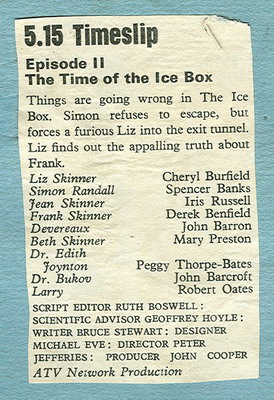 5.15 Timeslip
Episode II
The Time of the Ice Box
Things are going wrong in The Ice
Box. Simon refuses to escape, but
forces a furious Liz into the exit tunnel.
Liz finds out the appalling truth about
Frank.
Liz Skinner Cheryl Burfield
Simon Randall Spencer Banks
Jean Skinner Iris Russell
Frank Skinner Derek Benfield
Devereaux John Barron
Beth Skinner Mary Preston
Dr. Edith
Joynton Peggy Thorpe-Bates
Dr. Bukov John Barcroft
Larry Robert Oates
SCRIPT EDITOR RUTH BOSWELL:
SCIENTIFIC ADVISOR GEOFFREY HOYLE:
WRITER BRUCE STEWART: DESIGNER
MICHAEL EVE: DIRECTOR PETER
JEFFERIES: PRODUCER JOHN COOPER
ATV Network Production